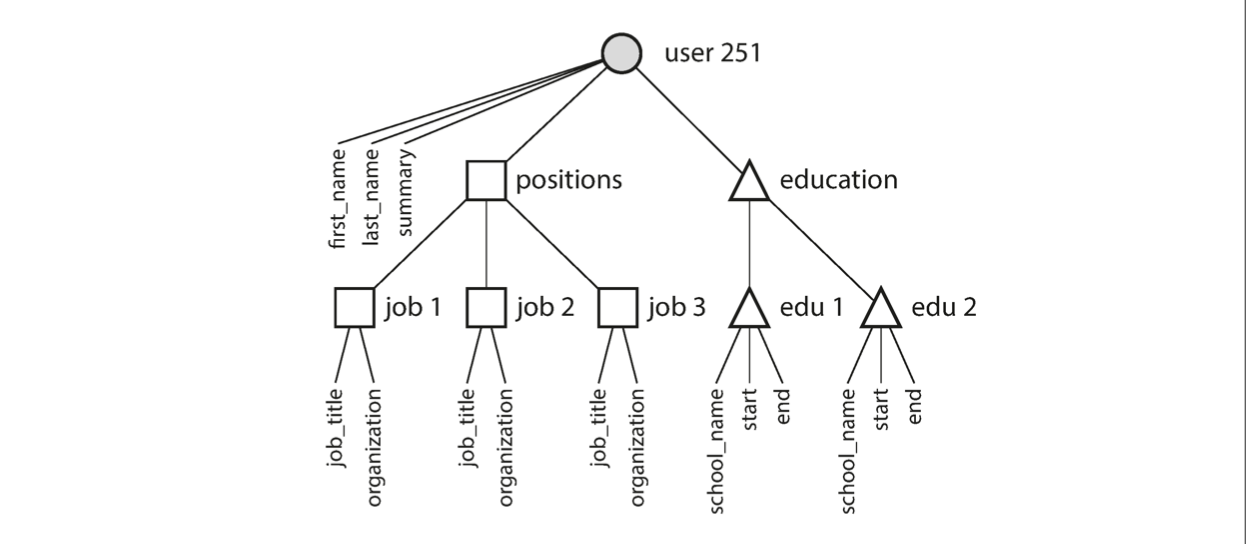 user 251
first_name
last_name
summary
positions
education
job 1
job 2
job 3
edu 1
edu 2
job_title
organization
job_title
organization
job_title
organization
school_name
start
end
school_name
start
end